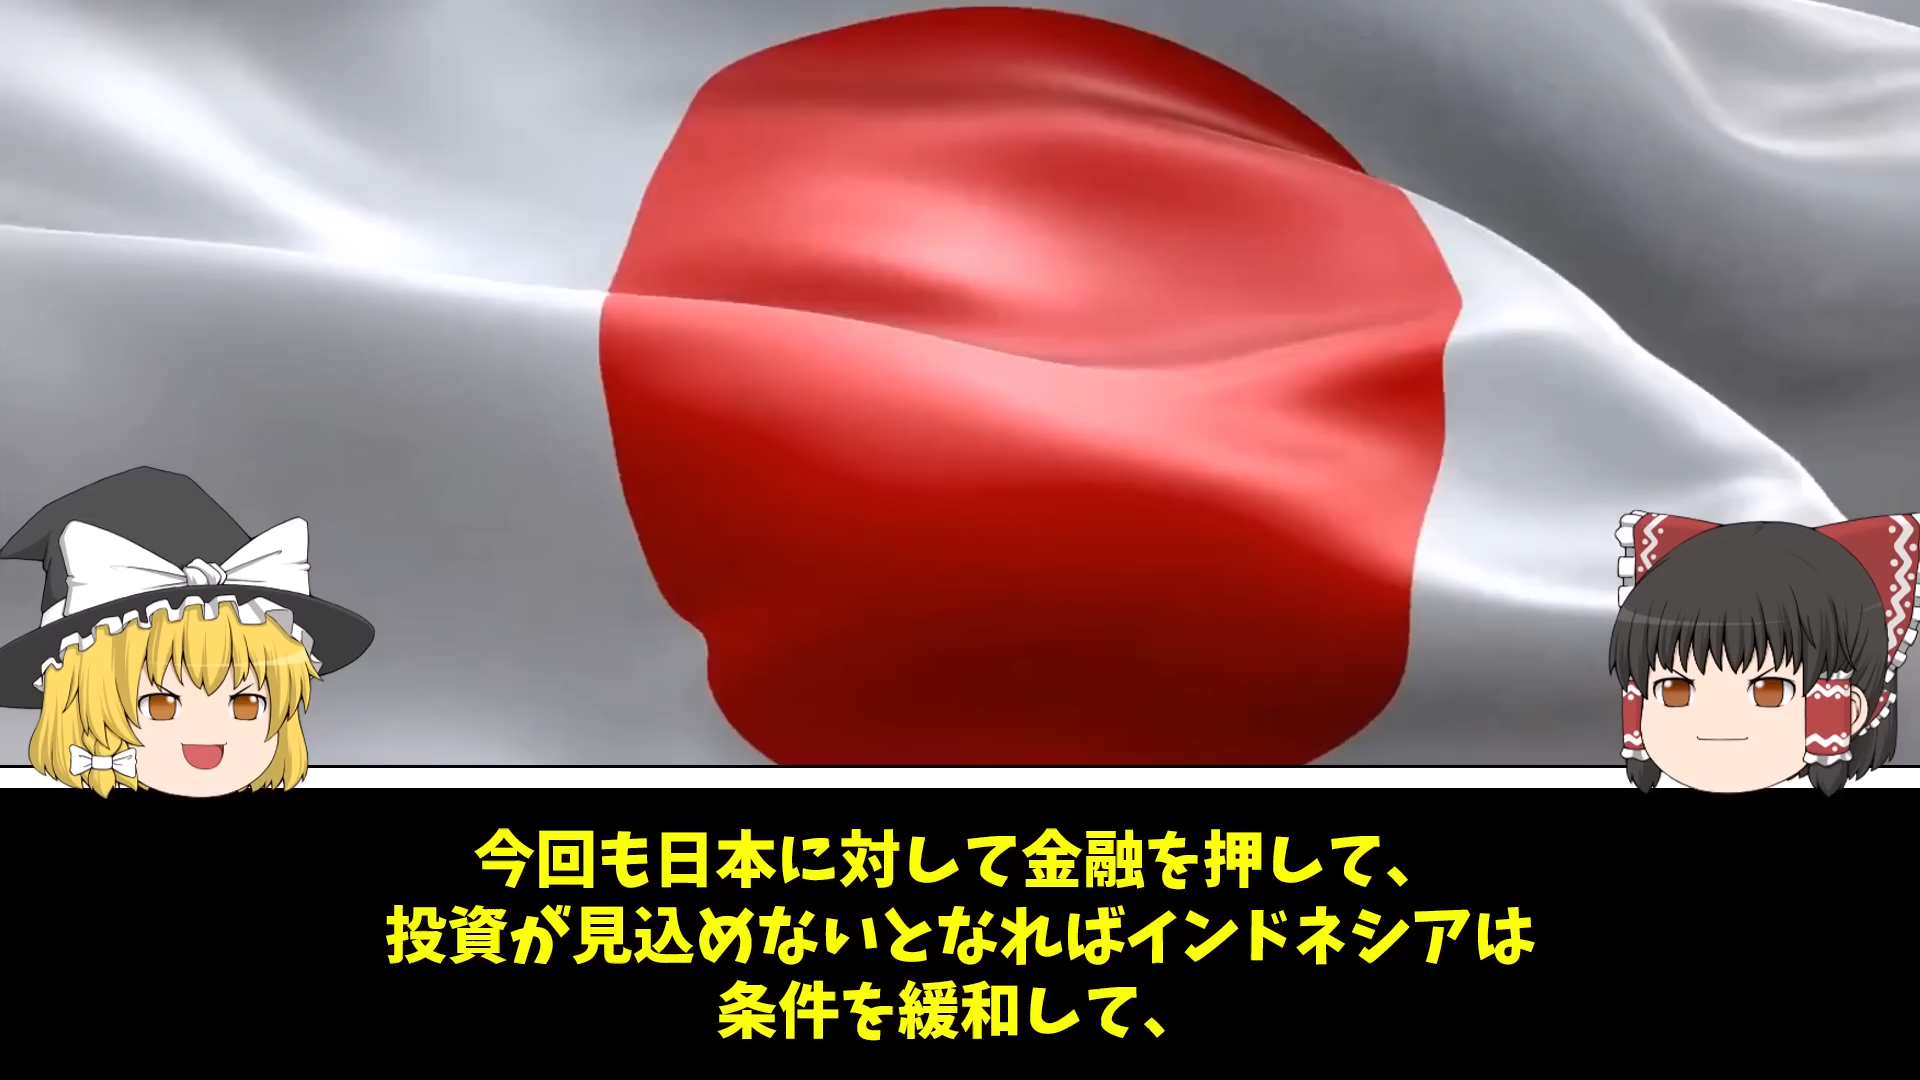 今回も日本に対して金融を押して、
投資が見込めないとなればインドネシアは
条件を緩和して、